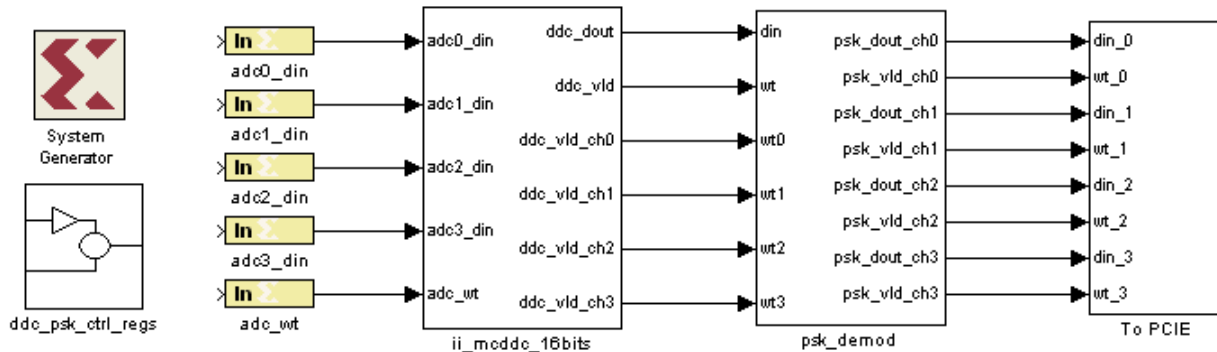 System
Generator
ddc_psk_ctrl_regs
In
adc0_din
In
adc1_din
In
adc2_din
In
adc3_din
In
adc_wt
adc0_din
adc1_din
adc2_din
adc3_din
adc_wt
ddc_dout
ddc_vld
ddc_vld_ch0
ddc_vld_ch1
ddc_vld_ch2
ddc_vld_ch3
ii_mcddc_16bits
din
wt
wt0
wt1
wt2
wt3
psk_dout_ch0
psk_vld_ch0
psk_dout_ch1
psk_vld_ch1
psk_dout_ch2
psk_vld_ch2
psk_dout_ch3
psk_vld_ch3
psk_demod
din_0
wt_0
din_1
wt_1
din_2
wt_2
din_3
wt_3
To PCIE